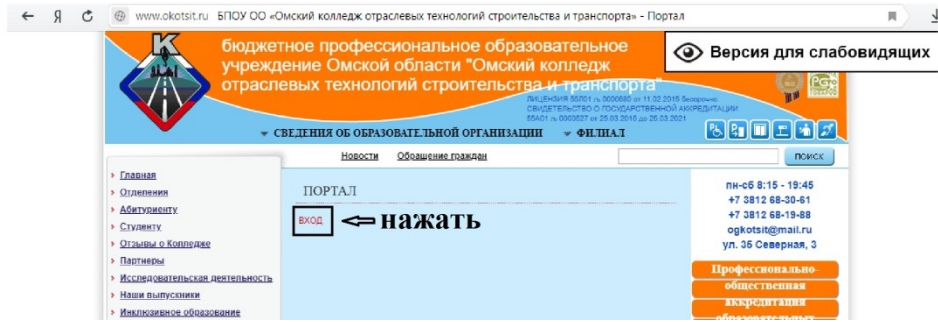 Я
www.okotsit.ru БПОУ ОО «Омский колледж отраслевых технологий строительства и транспорта» - Портал
К
бюджетное профессиональное образовательное
учреждение Омской области "Омский колледж
отраслевых технологий строительства и транспорта"
Версия для слабовидящих
СВЕДЕНИЯ ОБ ОБРАЗОВАТЕЛЬНОЙ ОРГАНИЗАЦИИ ФИЛИАЛ
Новости Обращение граждан ПОИСК
Главная
Отделения
Абитуриенту
Студенту
Отзывы о Колледже
Партнеры
Исследовательская деятельность
Наши выпускники
Инклюзивное образование
ПОРТАЛ
ВХОД
нажать
пн-сб 8:15 - 19:45
+7 3812 68-30-61
+7 3812 68-19-88
ogkotsit@mail.ru
ул. 3б Северная, 3
Профессионально-
общественная
аккредитация
образовательных